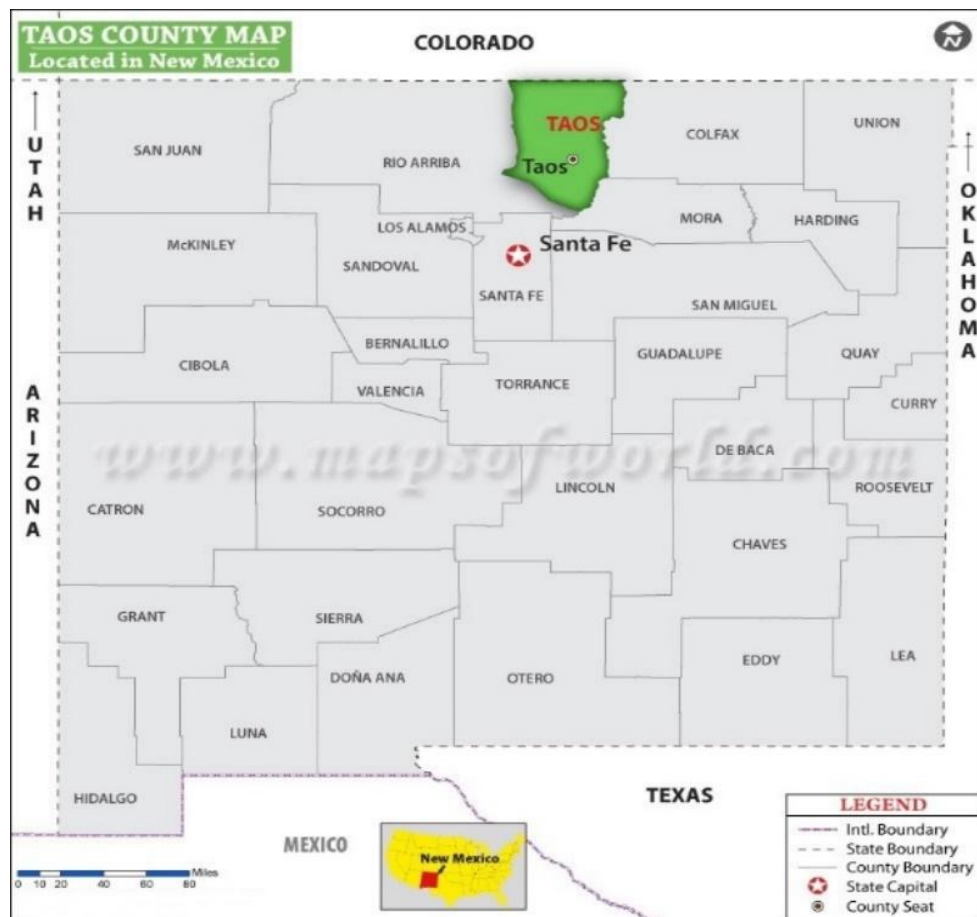 TAOS COUNTY MAP
Located in New Mexico
COLORADO
N
UTAH
OKLAHOMA
ARIZONA
SAN JUAN
RIO ARRIBA
TAOS
Taos
COLFAX
UNION
MORA
HARDING
LOS ALAMOS
McKINLEY
SANDOVAL
Santa Fe
SANTA FE
SAN MIGUEL
BERNALILLO
CIBOLA
VALENCIA
TORRANCE
GUADALUPE
QUAY
CURRY
www.mapsofworld.com
DE BACA
ROOSEVELT
CATRON
SOCORRO
LINCOLN
CHAVES
GRANT
SIERRA
DOÑA ANA
OTERO
EDDY
LEA
LUNA
HIDALGO
TEXAS
MEXICO
New Mexico
0 10 20 40 60 80 Miles
LEGEND
Intl. Boundary
State Boundary
County Boundary
State Capital
County Seat